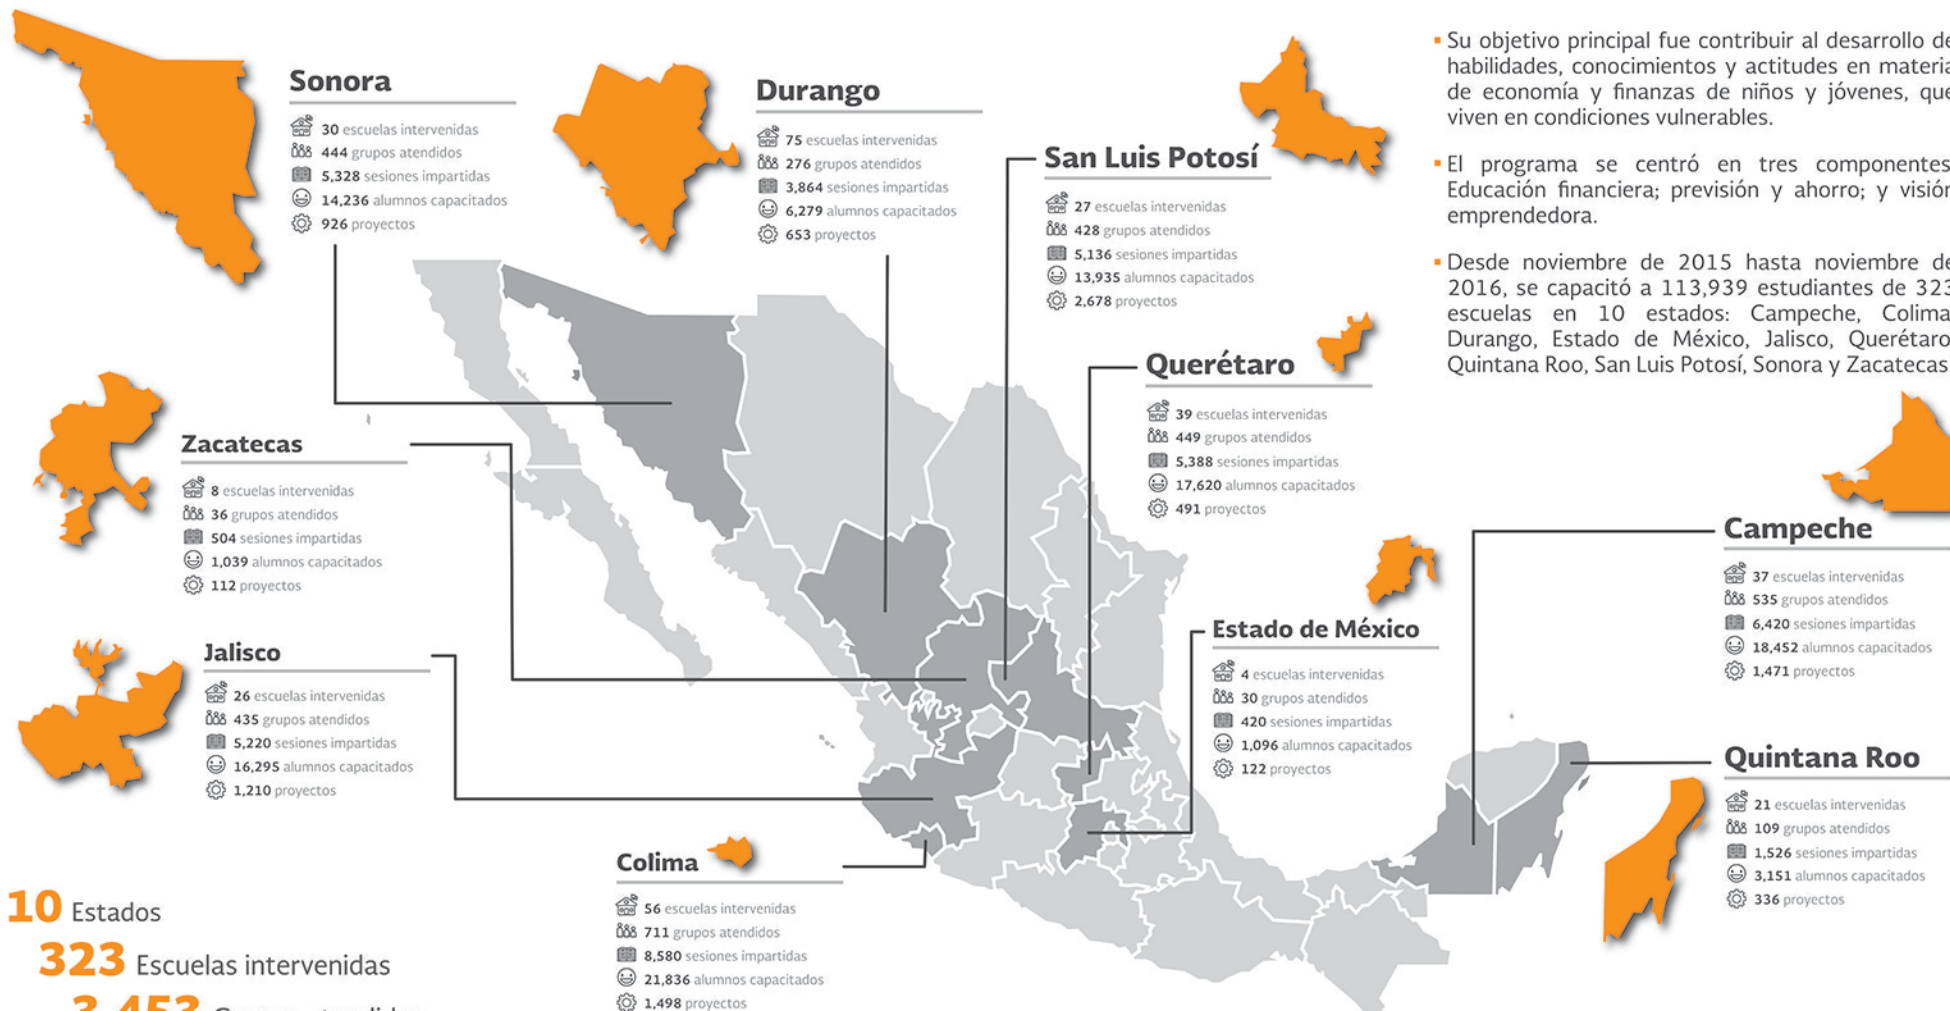 Sonora
30 escuelas intervenidas
444 grupos atendidos
5,328 sesiones impartidas
14,236 alumnos capacitados
926 proyectos
Durango
75 escuelas intervenidas
276 grupos atendidos
3,864 sesiones impartidas
6,279 alumnos capacitados
653 proyectos
San Luis Potosí
27 escuelas intervenidas
428 grupos atendidos
5,136 sesiones impartidas
13,935 alumnos capacitados
2,678 proyectos
Su objetivo principal fue contribuir al desarrollo de
habilidades, conocimientos y actitudes en materia
de economía y finanzas de niños y jóvenes, que
viven en condiciones vulnerables.
El programa se centró en tres componentes
Educación financiera; previsión y ahorro; y visión
emprendedora.
Desde noviembre de 2015 hasta noviembre de
2016, se capacitó a 113,939 estudiantes de 323
escuelas en 10 estados: Campeche, Colima
Durango, Estado de México, Jalisco, Querétaro
Quintana Roo, San Luis Potosí, Sonora y Zacatecas
Querétaro
39 escuelas intervenidas
449 grupos atendidos
5,388 sesiones impartidas
17,620 alumnos capacitados
491 proyectos
Zacatecas
8 escuelas intervenidas
36 grupos atendidos
504 sesiones impartidas
1,039 alumnos capacitados
112 proyectos
Campeche
37 escuelas intervenidas
535 grupos atendidos
6,420 sesiones impartidas
18,452 alumnos capacitados
1,471 proyectos
Estado de México
4 escuelas intervenidas
30 grupos atendidos
420 sesiones impartidas
1,096 alumnos capacitados
122 proyectos
Jalisco
26 escuelas intervenidas
435 grupos atendidos
5,220 sesiones impartidas
16,295 alumnos capacitados
1,210 proyectos
Quintana Roo
21 escuelas intervenidas
109 grupos atendidos
1,526 sesiones impartidas
3,151 alumnos capacitados
336 proyectos
Colima
56 escuelas intervenidas
711 grupos atendidos
8,580 sesiones impartidas
21,836 alumnos capacitados
1,498 proyectos
10 Estados
323 Escuelas intervenidas
3,453 Grupos atendidos